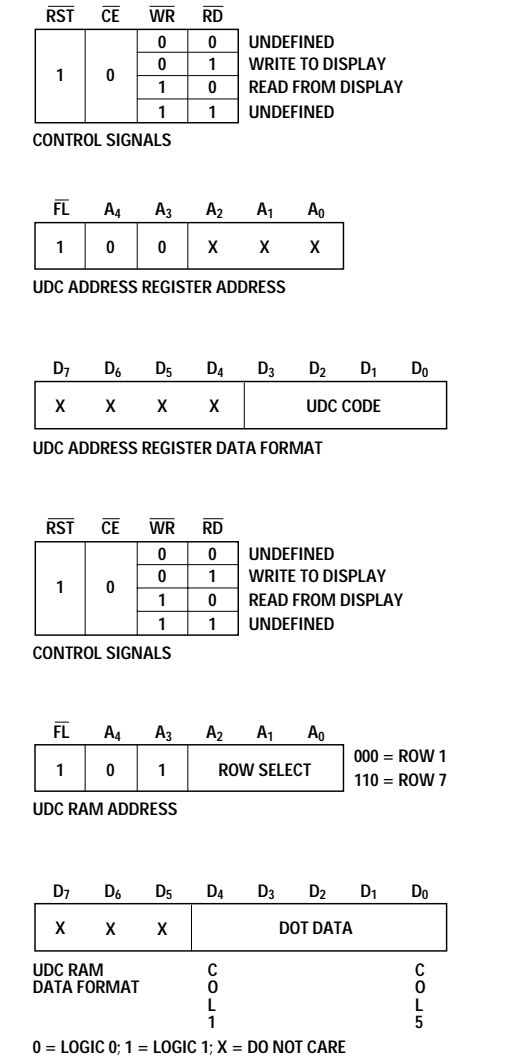 RST CE WR RD
0 0 UNDEFINED
0 1 WRITE TO DISPLAY
1 0
1 0 READ FROM DISPLAY
1 1 UNDEFINED
CONTROL SIGNALS
FL A4 A3 A2 A1 A0
1 0 0 X X X
UDC ADDRESS REGISTER ADDRESS
D7 D6 D5 D4 D3 D2 D1 D0
X X X X UDC CODE
UDC ADDRESS REGISTER DATA FORMAT
RST CE WR RD
0 0 UNDEFINED
0 1 WRITE TO DISPLAY
1 0
1 0 READ FROM DISPLAY
1 1 UNDEFINED
CONTROL SIGNALS
FL A4 A3 A2 A1 A0
1 0 1 ROW SELECT
000 = ROW 1
110 = ROW 7
UDC RAM ADDRESS
D7 D6 D5 D4 D3 D2 D1 D0
X X X DOT DATA
UDC RAM
DATA FORMAT
COL1
COL5
0 = LOGIC 0; 1 = LOGIC 1; X = DO NOT CARE